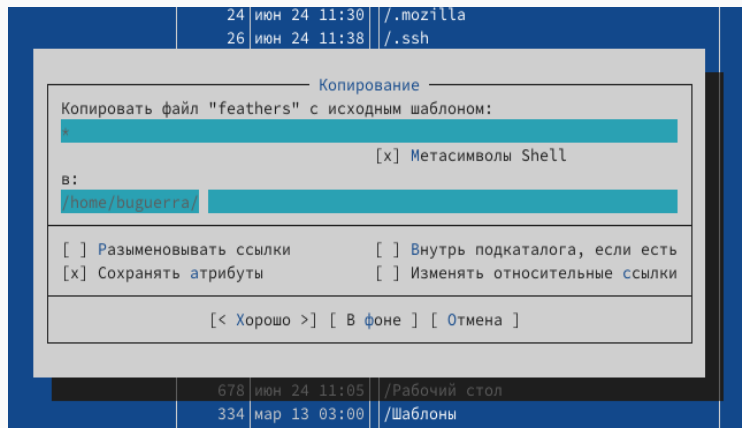 24 июн 24 11:30 /.mozilla
26 июн 24 11:38 /.ssh
Копирование
Копировать файл "feathers" с исходным шаблоном:
*
[x] Метасимволы Shell
в:
/home/buguerra/
[ ] Разыменовывать ссылки [ ] Внутрь подкаталога, если есть
[x] Сохранять атрибуты [ ] Изменять относительные ссылки
[< Хорошо >] [ В фоне ] [ Отмена ]
678 июн 24 11:05 /Рабочий стол
334 мар 13 03:00 /Шаблоны